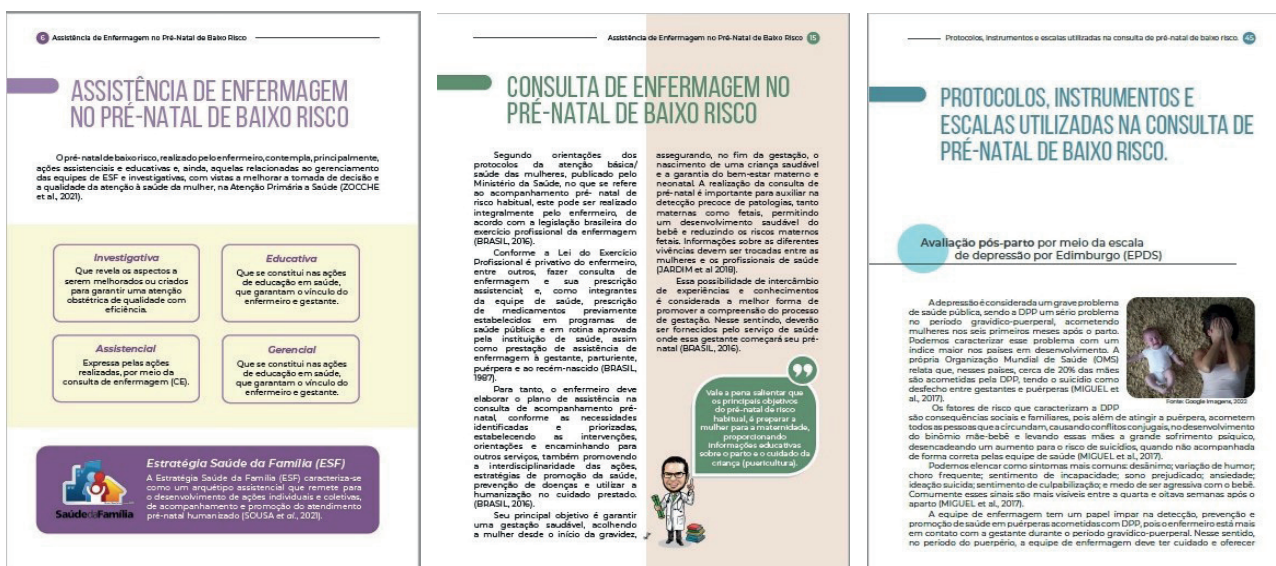 6 Assistência de Enfermagem no Pré-Natal de Baixo Risco
ASSISTÊNCIA DE ENFERMAGEM
NO PRÉ-NATAL DE BAIXO RISCO
O pré-natal de baixo risco, realizado pelo enfermeiro, contempla, principalmente,
ações assistenciais e educativas e, ainda, aquelas relacionadas ao gerenciamento
das equipes de ESF e investigativas, com vistas a melhorar a tomada de decisão e
a qualidade da atenção à saúde da mulher, na Atenção Primária a Saúde (ZOCCHE
et al., 2021).
Investigativa
Que revela os aspectos a
serem melhorados ou criados
para garantir uma atenção
obstétrica de qualidade com
eficiência.
Educativa
Que se constitui nas ações
de educação em saúde,
que garantam o vínculo do
enfermeiro e gestante.
Assistencial
Expressa pelas ações
realizadas, por meio da
consulta de enfermagem (CE).
Gerencial
Que se constitui nas ações
de educação em saúde,
que garantam o vínculo do
enfermeiro e gestante.
SaúdedaFamília
Estratégia Saúde da Família (ESF)
A Estratégia Saúde da Família (ESF) caracteriza-se
como um arquétipo assistencial que remete para
o desenvolvimento de ações individuais e coletivas,
de acompanhamento e promoção do atendimento
pré-natal humanizado (SOUSA et al., 2021).
Assistência de Enfermagem no Pré-Natal de Baixo Risco 15
CONSULTA DE ENFERMAGEM NO
PRÉ-NATAL DE BAIXO RISCO
Segundo orientações dos
protocolos da atenção básica/
saúde das mulheres, publicado pelo
Ministério da Saúde, no que se refere
ao acompanhamento pré- natal de
risco habitual, este pode ser realizado
integralmente pelo enfermeiro, de
acordo com a legislação brasileira do
exercício profissional da enfermagem
(BRASIL, 2016).
Conforme a Lei do Exercício
Profissional é privativo do enfermeiro,
entre outros, fazer consulta de
enfermagem e sua prescrição
assistencial; e, como integrantes
da equipe de saúde, prescrição
de medicamentos previamente
estabelecidos em programas de
saúde pública e em rotina aprovada
pela instituição de saúde, assim
como prestação de assistência de
enfermagem à gestante, parturiente,
puérpera e ao recém-nascido (BRASIL,
1987).
Para tanto, o enfermeiro deve
elaborar o plano de assistência na
consulta de acompanhamento pré-
natal, conforme as necessidades
identificadas e priorizadas,
estabelecendo as intervenções,
orientações e encaminhando para
outros serviços, também promovendo
a interdisciplinaridade das ações,
estratégias de promoção da saúde,
prevenção de doenças e utilizar a
humanização no cuidado prestado.
(BRASIL, 2016).
Seu principal objetivo é garantir
uma gestação saudável, acolhendo
a mulher desde o início da gravidez,
assegurando, no fim da gestação, o
nascimento de uma criança saudável
e a garantia do bem-estar materno e
neonatal. A realização da consulta de
pré-natal é importante para auxiliar na
detecção precoce de patologias, tanto
maternas como fetais, permitindo
um desenvolvimento saudável do
bebê e reduzindo os riscos maternos
fetais. Informações sobre as diferentes
vivências devem ser trocadas entre as
mulheres e os profissionais de saúde
(JARDIM et al 2018).
Essa possibilidade de intercâmbio
de experiências e conhecimentos
é considerada a melhor forma de
promover a compreensão do processo
de gestação. Nesse sentindo, deverão
ser fornecidos pelo serviço de saúde
onde essa gestante começará seu pré-
natal (BRASIL, 2016).
Vale a pena salientar que
os principais objetivos
do pré-natal de risco
habitual, é preparar a
mulher para a maternidade,
proporcionando
informações educativas
sobre o parto e o cuidado da
criança (puericultura).
Protocolos, instrumentos e escalas utilizadas na consulta de pré-natal de baixo risco. 45
PROTOCOLOS, INSTRUMENTOS E
ESCALAS UTILIZADAS NA CONSULTA DE
PRÉ-NATAL DE BAIXO RISCO.
Avaliação pós-parto por meio da escala
de depressão por Edimburgo (EPDS)
A depressão é considerada um grave problema
de saúde pública, sendo a DPP um sério problema
no período gravídico-puerperal, acometendo
mulheres nos seis primeiros meses após o parto.
Podemos caracterizar esse problema com um
índice maior nos países em desenvolvimento. A
própria Organização Mundial de Saúde (OMS)
relata que, nesses países, cerca de 20% das mães
são acometidas pela DPP, tendo o suicídio como
desfecho entre gestantes e puérperas (MIGUEL et
al., 2017).
Fonte: Google Imagens, 2022
Os fatores de risco que caracterizam a DPP
são consequências sociais e familiares, pois além de atingir a puérpera, acometem
todos as pessoas que a circundam, causando conflitos conjugais, no desenvolvimento
do binômio mãe-bebê e levando essas mães a grande sofrimento psíquico,
desencadeando um aumento para o risco de suicídios, quando não acompanhada
de forma correta pelas equipe de saúde (MIGUEL et al., 2017).
Podemos elencar como sintomas mais comuns: desânimo; variação de humor;
choro frequente; sentimento de incapacidade; sono prejudicado; ansiedade;
ideação suicida; sentimento de culpabilização; e medo de ser agressiva com o bebê.
Comumente esses sinais são mais visíveis entre a quarta e oitava semanas após o
aparto (MIGUEL et al., 2017).
A equipe de enfermagem tem um papel ímpar na detecção, prevenção e
promoção de saúde em puérperas acometidas com DPP, pois o enfermeiro está mais
em contato com a gestante durante o período gravídico-puerperal. Nesse sentido,
no período do puerpério, a equipe de enfermagem deve ter cuidado e oferecer